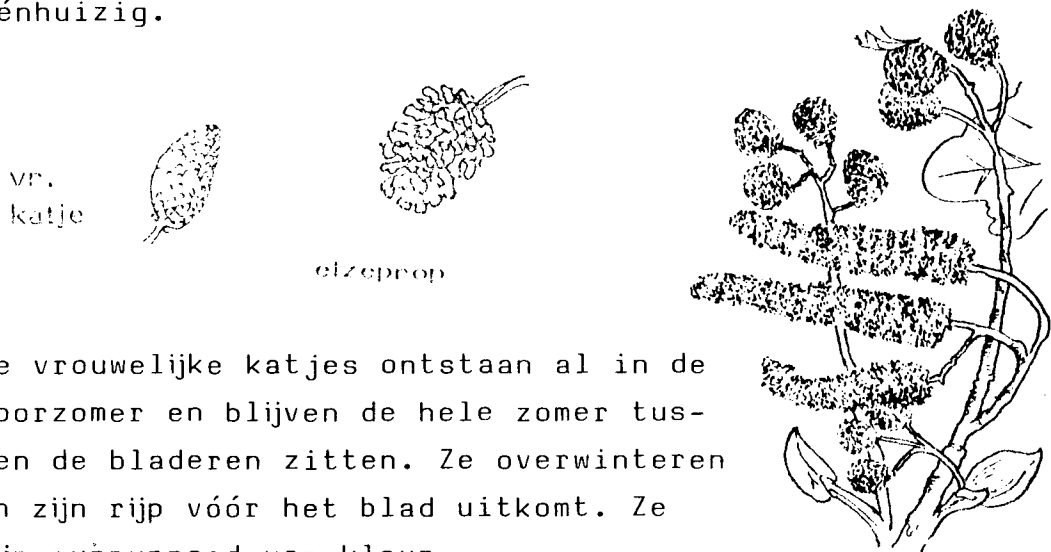 énhuizig.
vr.
katje
elzeprop
e vrouwelijke katjes ontstaan al in de
oorzomer en blijven de hele zomer tus-
en de bladeren zitten. Ze overwinteren
n zijn rijp vóór het blad uitkomt. Ze